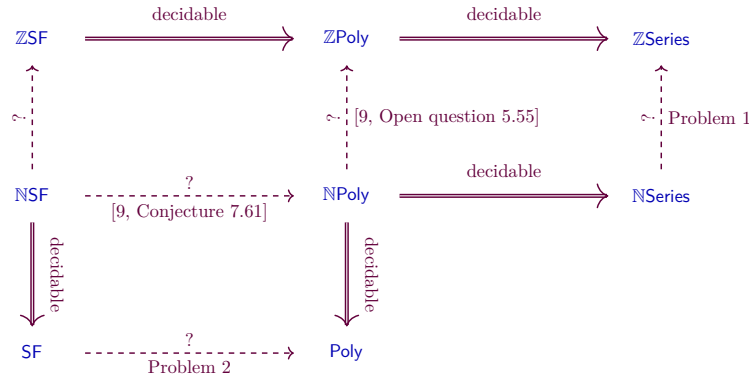 decidable decidable
ℤSF ℤPoly ℤSeries
? ? [9, Open question 5.55] ? Problem 1
? decidable
ℕSF ℕPoly ℕSeries
[9, Conjecture 7.61]
decidable decidable
?
SF Poly
Problem 2